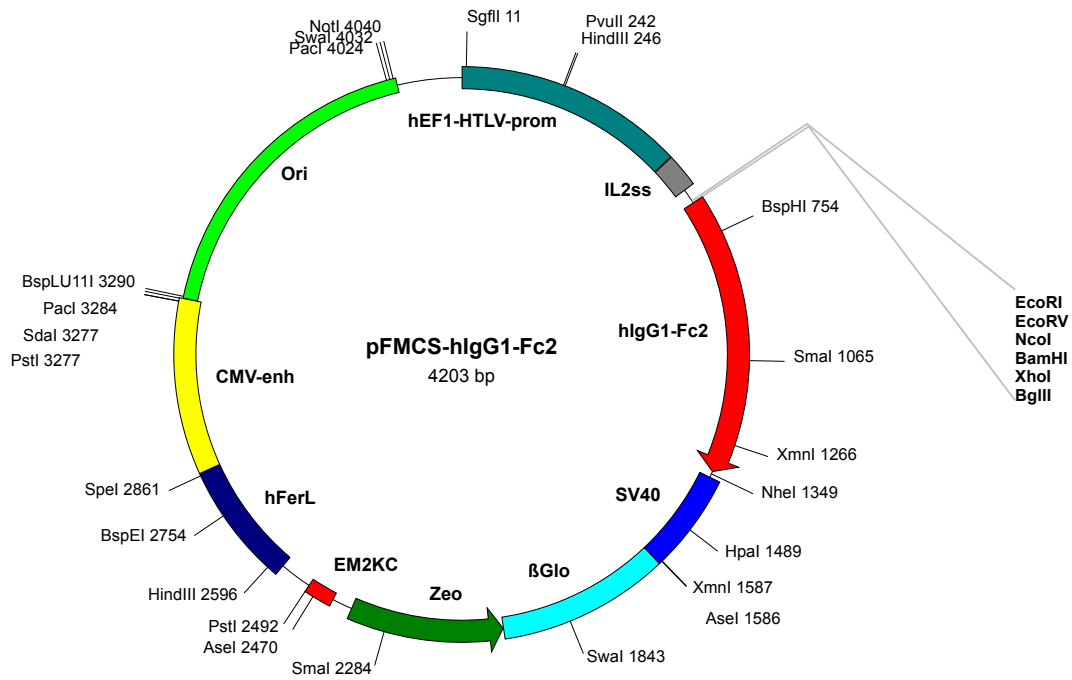 SgfII 11
PvuII 242
HindIII 246
NotI 4040
SwaI 4032
PacI 4024
hEF1-HTLV-prom
Ori
IL2ss
BspHI 754
BspLU11I 3290
PacI 3284
SdaI 3277
PstI 3277
EcoRI
EcoRV
NcoI
BamHI
XhoI
BglII
hIgG1-Fc2
pFMCS-hIgG1-Fc2
4203 bp
SmaI 1065
CMV-enh
XmnI 1266
SpeI 2861
hFerL
SV40
NheI 1349
BspEI 2754
HpaI 1489
EM2KC
ßGlo
HindIII 2596
Zeo
XmnI 1587
AseI 1586
PstI 2492
AseI 2470
SmaI 2284
SwaI 1843